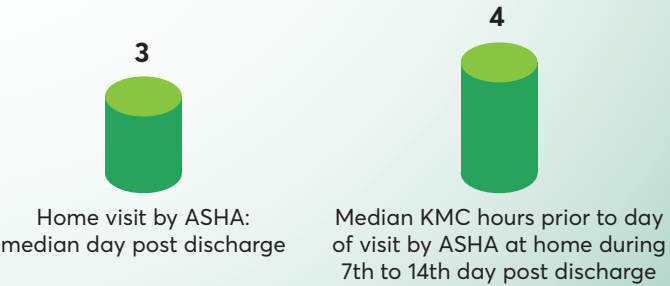 3
Home visit by ASHA:
median day post discharge
4
Median KMC hours prior to day
of visit by ASHA at home during
7th to 14th day post discharge